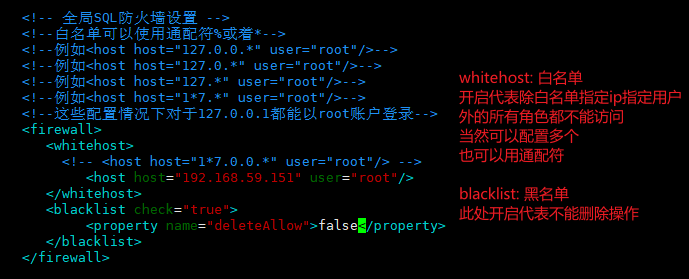 <!-- 全局SQL防火墙设置 -->
<!--白名单可以使用通配符%或着*-->
<!--例如<host host="127.0.0.*" user="root"/>-->
<!--例如<host host="127.0.*" user="root"/>-->
<!--例如<host host="127.*" user="root"/>-->
<!--例如<host host="1*7.*" user="root"/>-->
<!--这些配置情况下对于127.0.0.1都能以root账户登录-->
<firewall>
<whitehost>
<!-- <host host="1*7.0.0.*" user="root"/> -->
<host host="192.168.59.151" user="root"/>
</whitehost>
<blacklist check="true">
<property name="deleteAllow">false</property>
</blacklist>
</firewall>
whitehost: 白名单
开启代表除白名单指定ip指定用户
外的所有角色都不能访问
当然可以配置多个
也可以用通配符
blacklist: 黑名单
此处开启代表不能删除操作